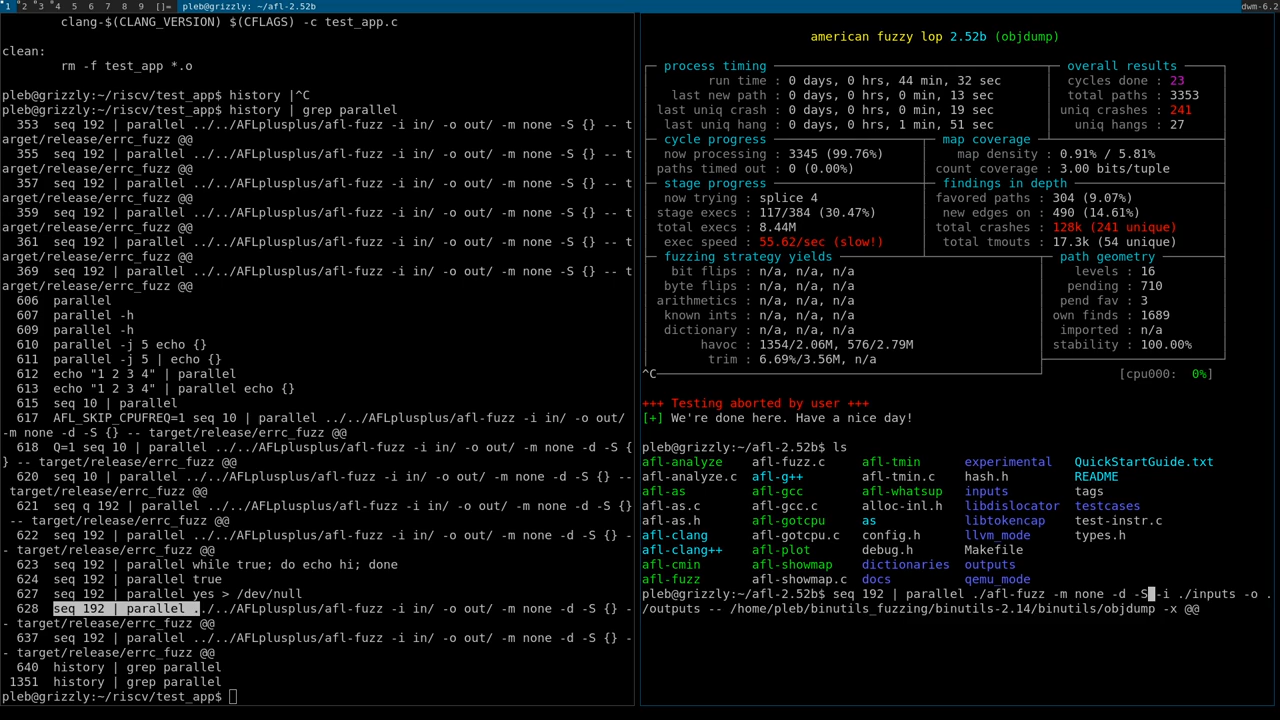 1 2 3 4 5 6 7 8 9 []= pleb@grizzly: ~/afl-2.52b dwm-6.2
clang-$(CLANG_VERSION) $(CFLAGS) -c test_app.c
clean:
rm -f test_app *.o
pleb@grizzly:~/riscv/test_app$ history |^C
pleb@grizzly:~/riscv/test_app$ history | grep parallel
353 seq 192 | parallel ../../AFLplusplus/afl-fuzz -i in/ -o out/ -m none -S {} -- t
arget/release/errc_fuzz @@
355 seq 192 | parallel ../../AFLplusplus/afl-fuzz -i in/ -o out/ -m none -S {} -- t
arget/release/errc_fuzz @@
357 seq 192 | parallel ../../AFLplusplus/afl-fuzz -i in/ -o out/ -m none -S {} -- t
arget/release/errc_fuzz @@
359 seq 192 | parallel ../../AFLplusplus/afl-fuzz -i in/ -o out/ -m none -S {} -- t
arget/release/errc_fuzz @@
361 seq 192 | parallel ../../AFLplusplus/afl-fuzz -i in/ -o out/ -m none -S {} -- t
arget/release/errc_fuzz @@
369 seq 192 | parallel ../../AFLplusplus/afl-fuzz -i in/ -o out/ -m none -S {} -- t
arget/release/errc_fuzz @@
606 parallel
607 parallel -h
609 parallel -h
610 parallel -j 5 echo {}
611 parallel -j 5 | echo {}
612 echo "1 2 3 4" | parallel
613 echo "1 2 3 4" | parallel echo {}
615 seq 10 | parallel
617 AFL_SKIP_CPUFREQ=1 seq 10 | parallel ../../AFLplusplus/afl-fuzz -i in/ -o out/
-m none -d -S {} -- target/release/errc_fuzz @@
618 Q=1 seq 10 | parallel ../../AFLplusplus/afl-fuzz -i in/ -o out/ -m none -d -S {
} -- target/release/errc_fuzz @@
620 seq 10 | parallel ../../AFLplusplus/afl-fuzz -i in/ -o out/ -m none -d -S {} --
target/release/errc_fuzz @@
621 seq q | parallel ../../AFLplusplus/afl-fuzz -i in/ -o out/ -m none -d -S {}
-- target/release/errc_fuzz @@
622 seq 192 | parallel ../../AFLplusplus/afl-fuzz -i in/ -o out/ -m none -d -S {} -
- target/release/errc_fuzz @@
623 seq 192 | parallel while true; do echo hi; done
624 seq 192 | parallel true
627 seq 192 | parallel yes > /dev/null
628 seq 192 | parallel ../../AFLplusplus/afl-fuzz -i in/ -o out/ -m none -d -S {} -
- target/release/errc_fuzz @@
637 seq 192 | parallel ../../AFLplusplus/afl-fuzz -i in/ -o out/ -m none -d -S {} -
- target/release/errc_fuzz @@
640 history | grep parallel
1351 history | grep parallel
pleb@grizzly:~/riscv/test_app$
american fuzzy lop 2.52b (objdump)
process timing overall results
run time : 0 days, 0 hrs, 44 min, 32 sec cycles done : 23
last new path : 0 days, 0 hrs, 0 min, 13 sec total paths : 3353
last uniq crash : 0 days, 0 hrs, 0 min, 19 sec uniq crashes : 241
last uniq hang : 0 days, 0 hrs, 1 min, 51 sec uniq hangs : 27
cycle progress map coverage
now processing : 3345 (99.76%) map density : 0.91% / 5.81%
paths timed out : 0 (0.00%) count coverage : 3.00 bits/tuple
stage progress findings in depth
now trying : splice 4 favored paths : 304 (9.07%)
stage execs : 117/384 (30.47%) new edges on : 490 (14.61%)
total execs : 8.44M total crashes : 128k (241 unique)
exec speed : 55.62/sec (slow!) total tmouts : 17.3k (54 unique)
fuzzing strategy yields path geometry
bit flips : n/a, n/a, n/a levels : 16
byte flips : n/a, n/a, n/a pending : 710
arithmetics : n/a, n/a, n/a pend fav : 3
known ints : n/a, n/a, n/a own finds : 1689
dictionary : n/a, n/a, n/a imported : n/a
havoc : 1354/2.06M, 576/2.79M stability : 100.00%
trim : 6.69%/3.56M, n/a
^C [cpu000: 0%]
+++ Testing aborted by user +++
[+] We're done here. Have a nice day!
pleb@grizzly:~/afl-2.52b$ ls
afl-analyze afl-fuzz.c afl-tmin experimental QuickStartGuide.txt
afl-analyze.c afl-g++ afl-tmin.c hash.h README
afl-as afl-gcc afl-whatsup inputs tags
afl-as.c afl-gcc.c alloc-inl.h libdislocator testcases
afl-as.h afl-gotcpu as libtokencap test-instr.c
afl-clang afl-gotcpu.c config.h llvm_mode types.h
afl-clang++ afl-plot debug.h Makefile
afl-cmin afl-showmap dictionaries outputs
afl-fuzz afl-showmap.c docs qemu_mode
pleb@grizzly:~/afl-2.52b$ seq 192 | parallel ./afl-fuzz -m none -d -S -i ./inputs -o .
/outputs -- /home/pleb/binutils_fuzzing/binutils-2.14/binutils/objdump -x @@